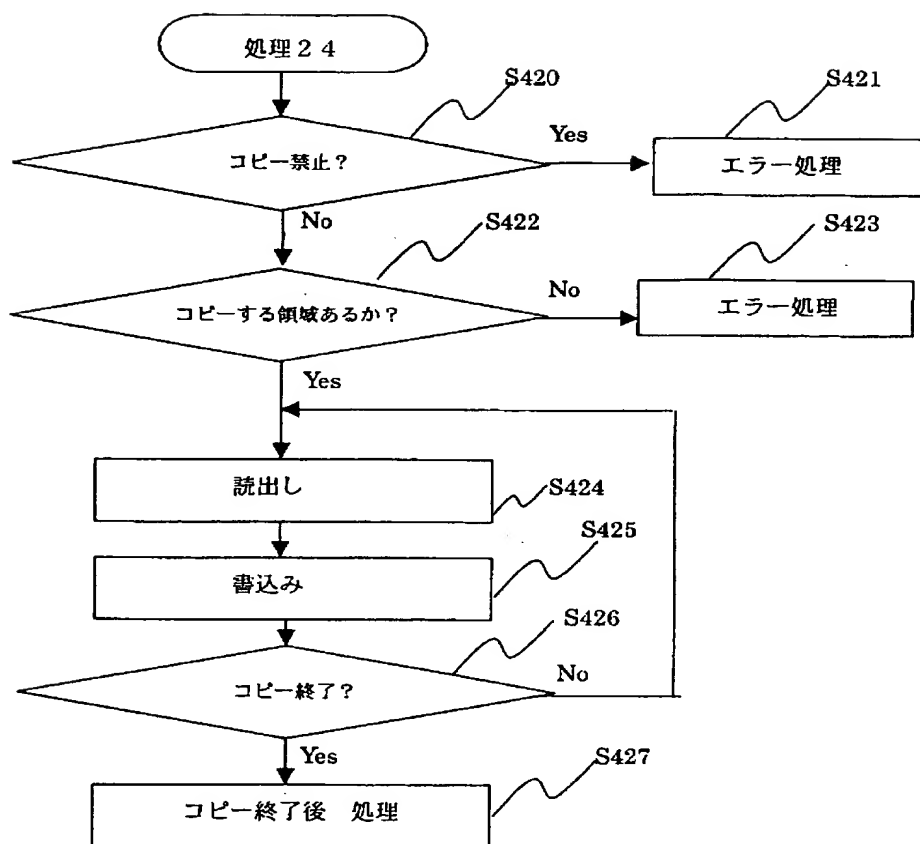 処理２４
S420
S421
コピー禁止？
Yes
エラー処理
No
S422
S423
コピーする領域あるか？
No
エラー処理
Yes
読出し
S424
S425
書込み
S426
コピー終了？
No
Yes
S427
コピー終了後　処理